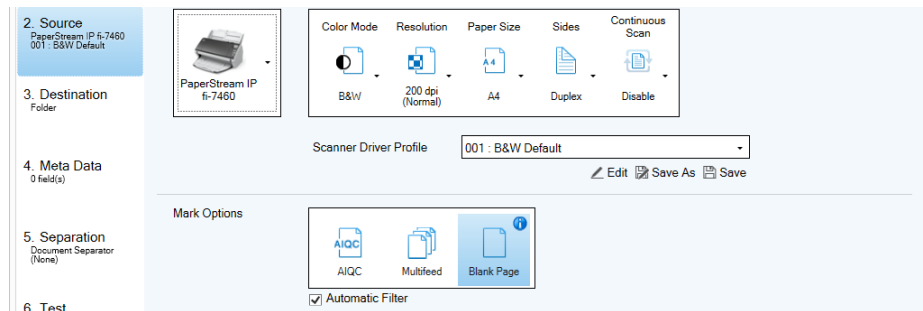 2. Source
PaperStream IP fi-7460
001 : B&W Default
3. Destination
Folder
4. Meta Data
0 field(s)
5. Separation
Document Separator
(None)
6. Test
PaperStream IP
fi-7460
Color Mode Resolution Paper Size Sides Continuous
Scan
A4
B&W 200 dpi
(Normal) A4 Duplex Disable
Scanner Driver Profile 001 : B&W Default
Edit Save As Save
Mark Options
AIQC
AIQC Multifeed Blank Page
Automatic Filter